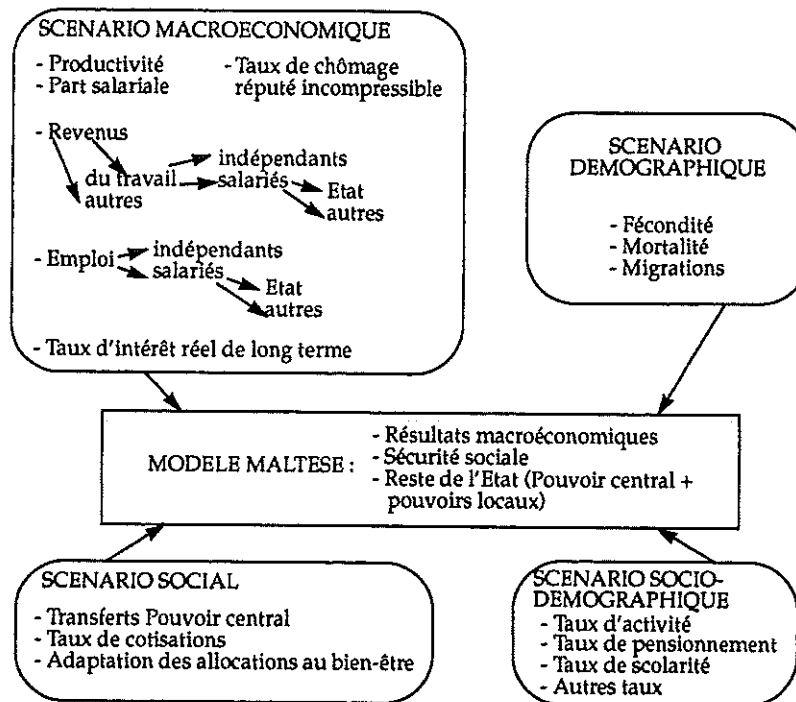 SCENARIO MACROECONOMIQUE
- Productivité - Taux de chômage
- Part salariale réputé incompressible
- Revenus
indépendants
du travail salariés
autres Etat
autres
indépendants
- Emploi
salariés
Etat
autres
- Taux d'intérêt réel de long terme
SCENARIO
DEMOGRAPHIQUE
- Fécondité
- Mortalité
- Migrations
- Résultats macroéconomiques
MODELE MALTESE : - Sécurité sociale
- Reste de l'Etat (Pouvoir central +
pouvoirs locaux)
SCENARIO SOCIAL
- Transferts Pouvoir central
- Taux de cotisations
- Adaptation des allocations au bien-être
SCENARIO SOCIO-
DEMOGRAPHIQUE
- Taux d'activité
- Taux de pensionnement
- Taux de scolarité
- Autres taux